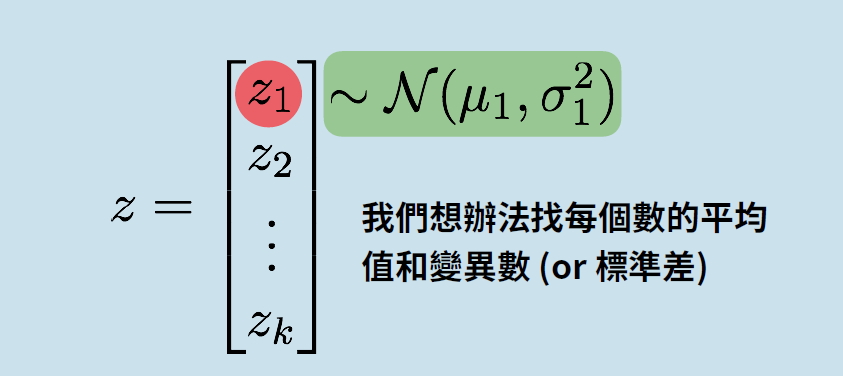 z₁ ∼ 𝒩(μ₁, σ₁²)
z₂
z =
⋮
zₖ
我們想辦法找每個數的平均
值和變異數 (or 標準差)